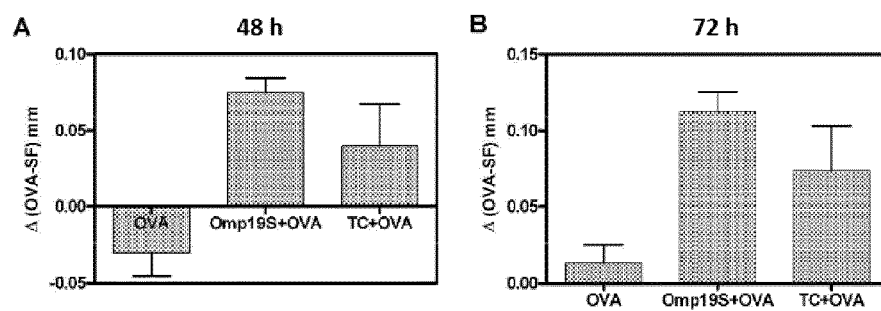 A
48 h
Δ (OVA-SF) mm
0.10
0.05
0.00
-0.05
OVA
Omp19S+OVA
TC+OVA
B
72 h
Δ (OVA-SF) mm
0.15
0.10
0.05
0.00
OVA
Omp19S+OVA
TC+OVA